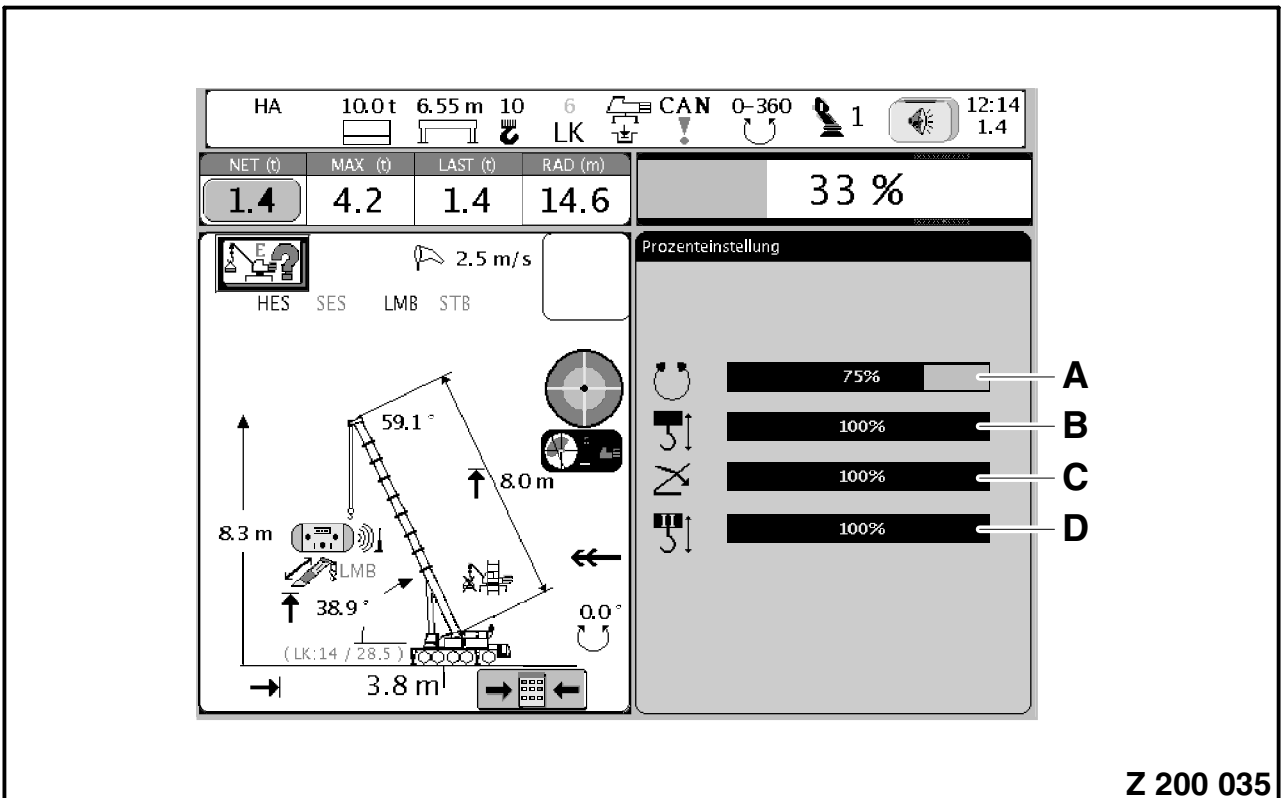 HA 10.0 t 6.55 m 10 6 CAN 0-360 1 12:14
LK 1.4
NET (t) MAX (t) LAST (t) RAD (m)
1.4 4.2 1.4 14.6
33 %
E
2.5 m/s
HES SES LMB STB
Prozenteinstellung
75%
A
100%
B
100%
C
100%
D
59.1 °
8.0 m
8.3 m
LMB
38.9 °
0.0 °
(LK:14 / 28.5)
3.8 m
Z 200 035